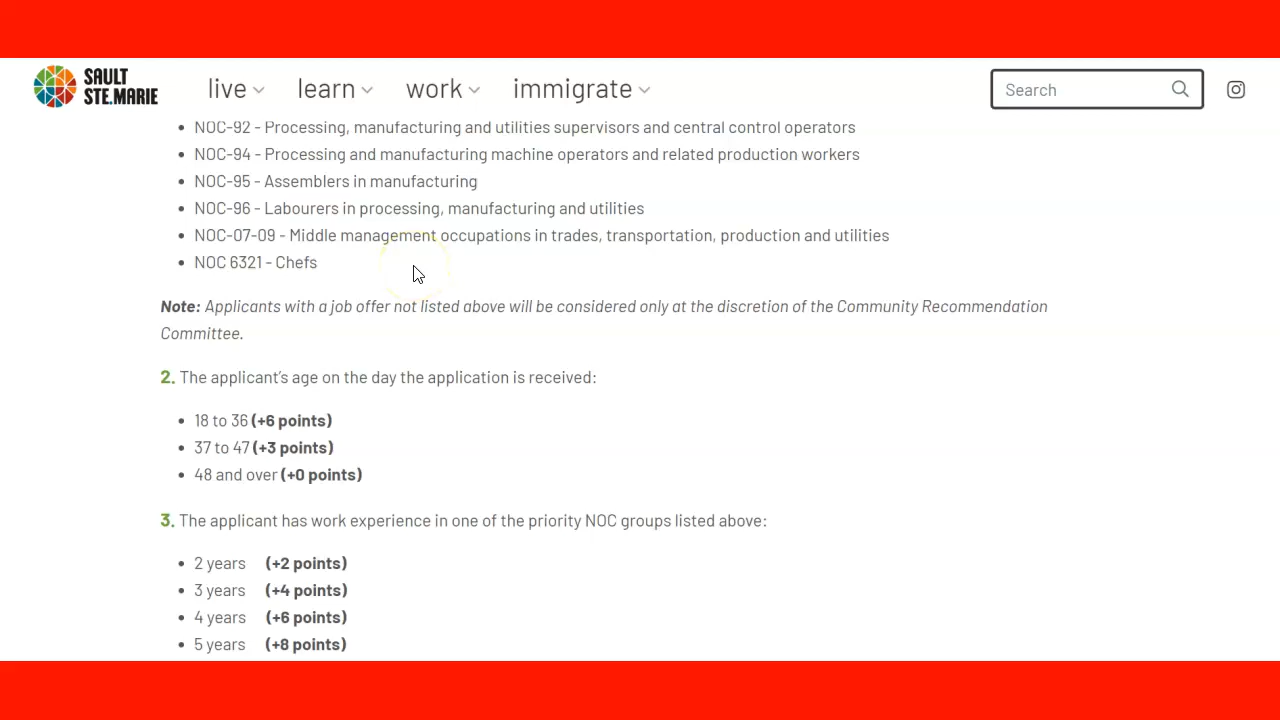 SAULT
STE.MARIE
live learn work immigrate Search
• NOC-92 - Processing, manufacturing and utilities supervisors and central control operators
• NOC-94 - Processing and manufacturing machine operators and related production workers
• NOC-95 - Assemblers in manufacturing
• NOC-96 - Labourers in processing, manufacturing and utilities
• NOC-07-09 - Middle management occupations in trades, transportation, production and utilities
• NOC 6321 - Chefs
Note: Applicants with a job offer not listed above will be considered only at the discretion of the Community Recommendation
Committee.
2. The applicant's age on the day the application is received:
• 18 to 36 (+6 points)
• 37 to 47 (+3 points)
• 48 and over (+0 points)
3. The applicant has work experience in one of the priority NOC groups listed above:
• 2 years (+2 points)
• 3 years (+4 points)
• 4 years (+6 points)
• 5 years (+8 points)